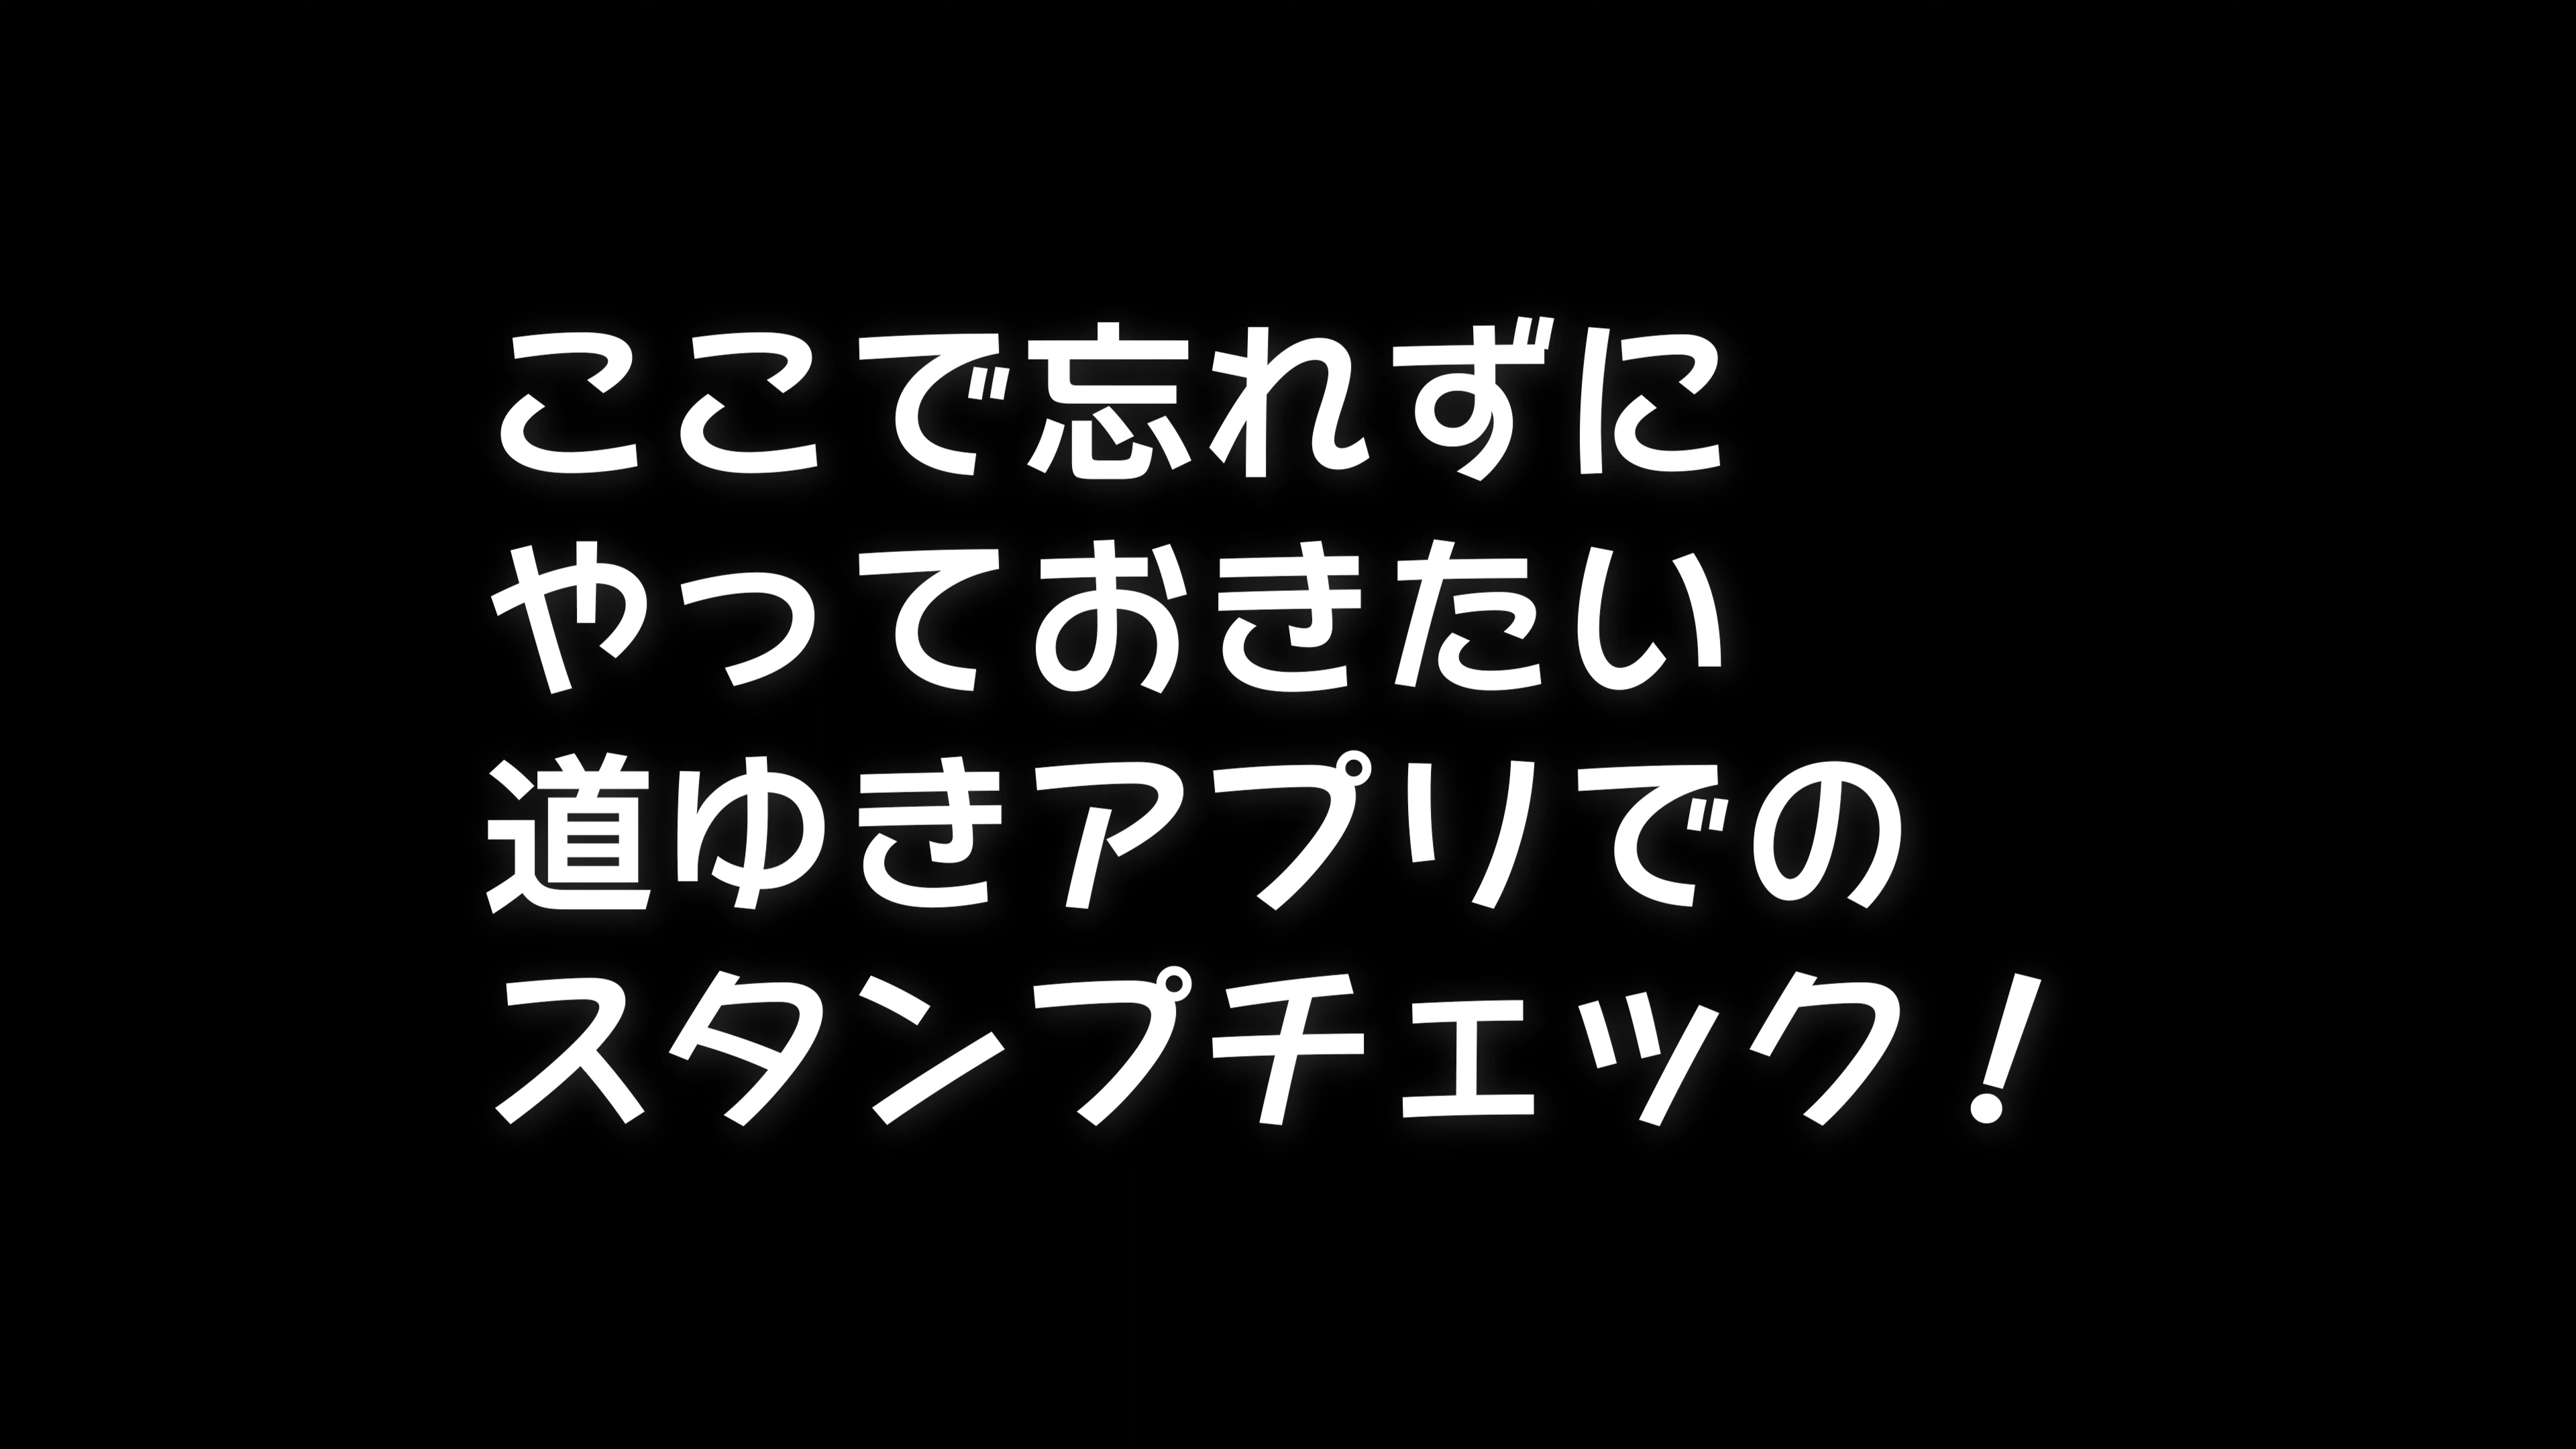 ここで忘れずに
やっておきたい
道ゆきアプリでの
スタンプチェック！